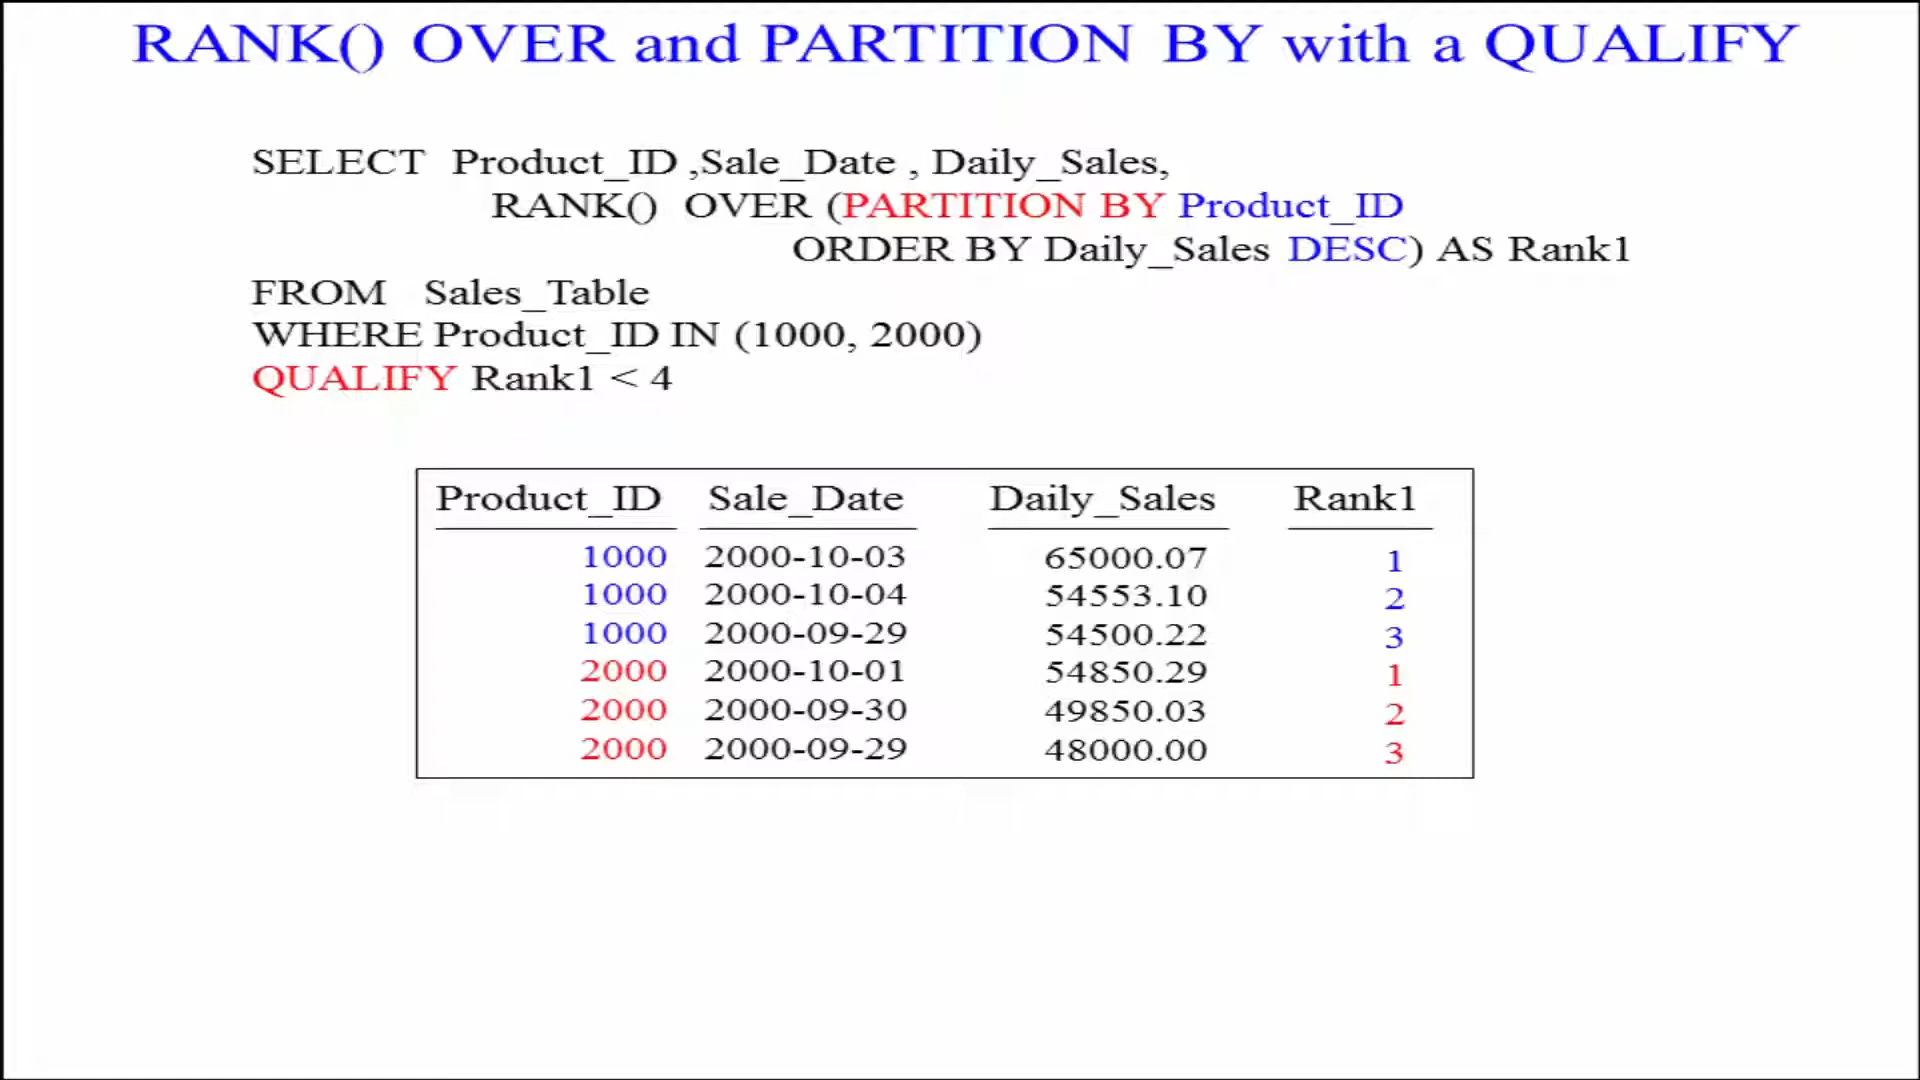 RANK() OVER and PARTITION BY with a QUALIFY
SELECT Product_ID ,Sale_Date , Daily_Sales,
RANK() OVER (PARTITION BY Product_ID
ORDER BY Daily_Sales DESC) AS Rank1
FROM Sales_Table
WHERE Product_ID IN (1000, 2000)
QUALIFY Rank1 < 4
Product_ID Sale_Date Daily_Sales Rank1
1000 2000-10-03 65000.07 1
1000 2000-10-04 54553.10 2
1000 2000-09-29 54500.22 3
2000 2000-10-01 54850.29 1
2000 2000-09-30 49850.03 2
2000 2000-09-29 48000.00 3